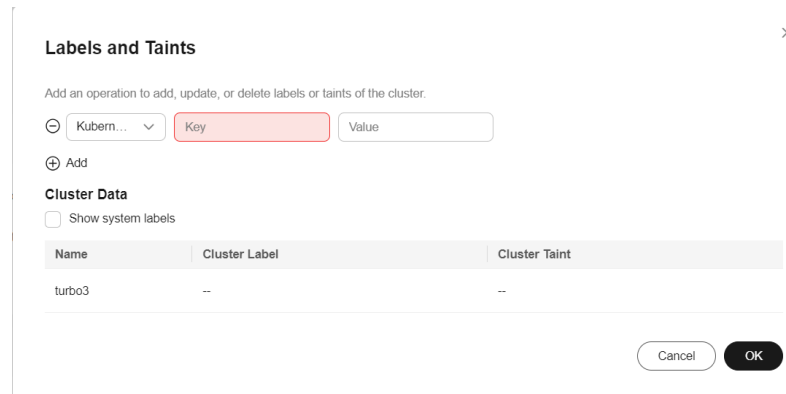 Labels and Taints
Add an operation to add, update, or delete labels or taints of the cluster.
Kubern... Key Value
Add
Cluster Data
Show system labels
Name Cluster Label Cluster Taint
turbo3 -- --
Cancel OK